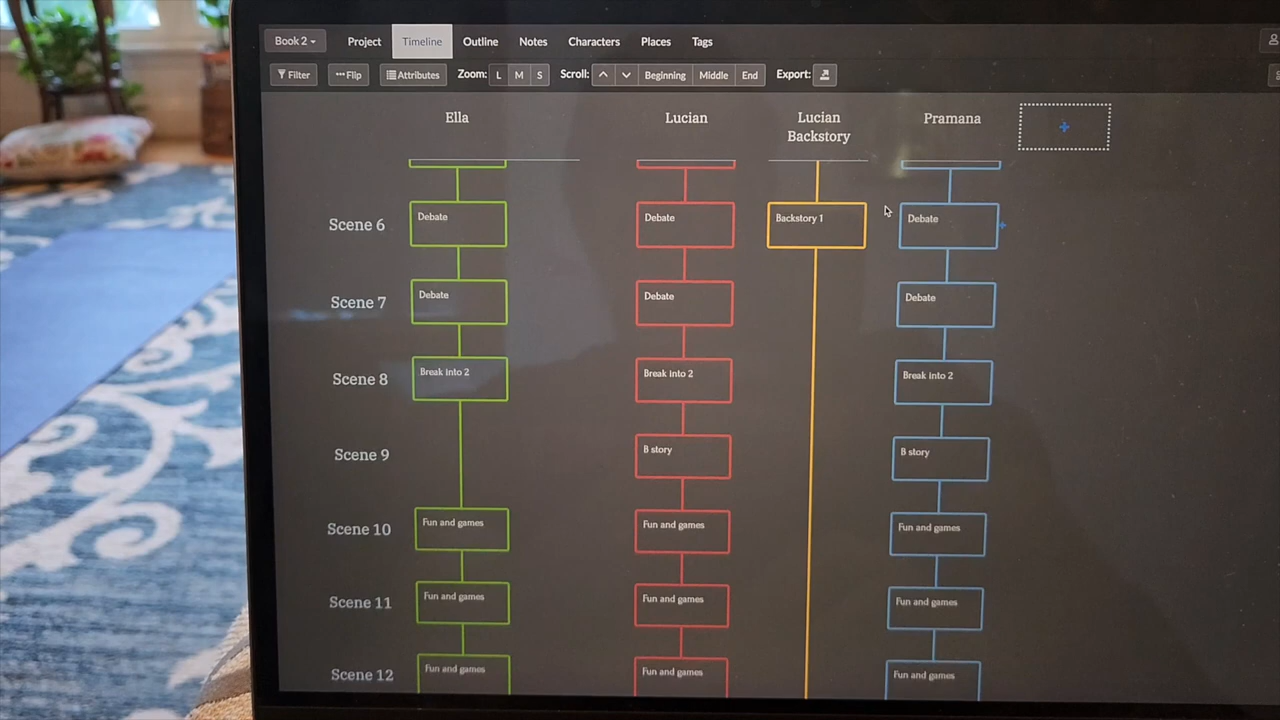 Book 2
Project
Timeline
Outline
Notes
Characters
Places
Tags
Filter
Flip
Attributes
Zoom:
L
M
S
Scroll:
Beginning
Middle
End
Export:
Ella
Lucian
Lucian
Backstory
Pramana
+
Scene 6
Debate
Debate
Backstory 1
Debate
+
Scene 7
Debate
Debate
Debate
Scene 8
Break into 2
Break into 2
Break into 2
Scene 9
B story
B story
Scene 10
Fun and games
Fun and games
Fun and games
Scene 11
Fun and games
Fun and games
Fun and games
Scene 12
Fun and games
Fun and games
Fun and games